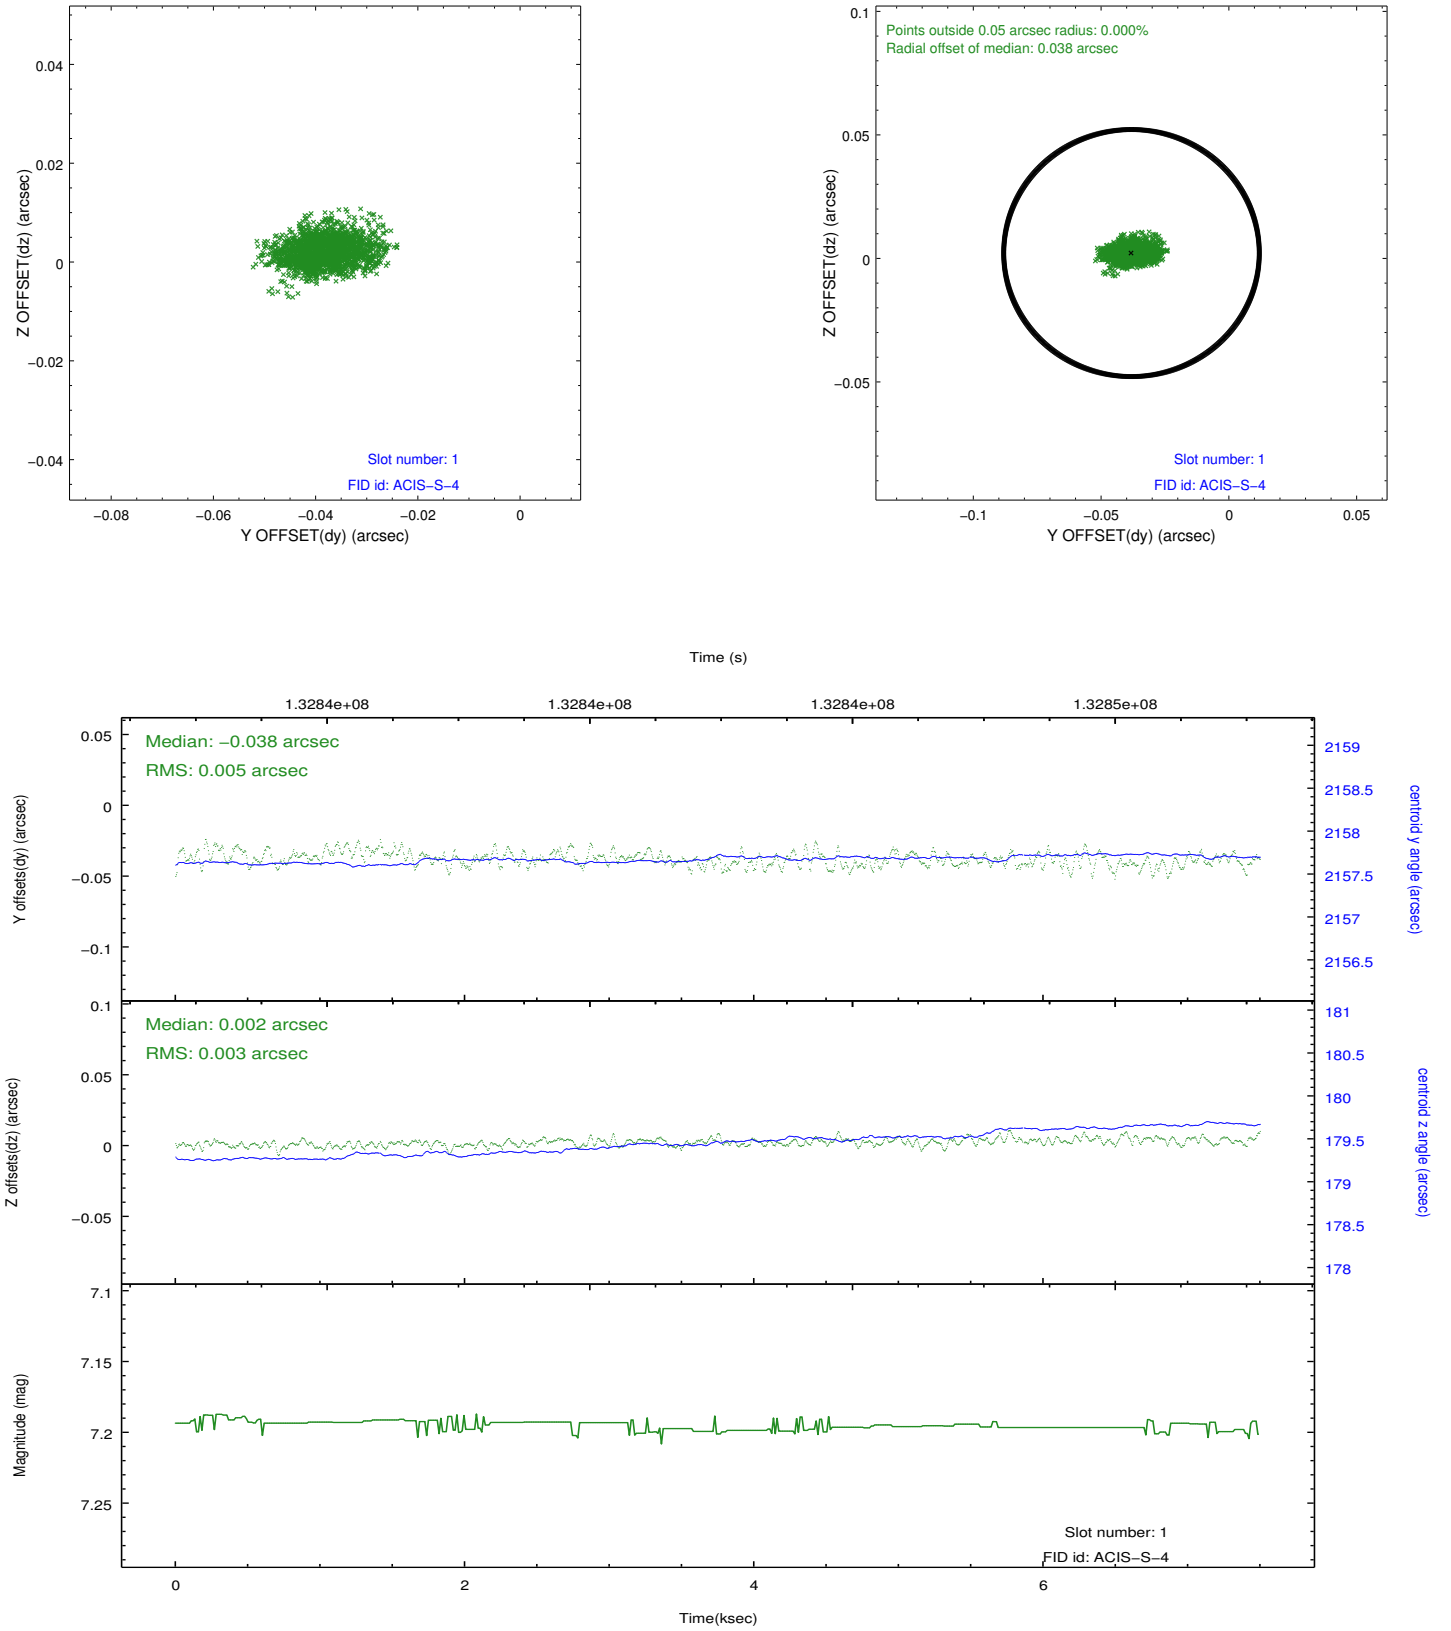 0.04
0.02
0
−0.02
−0.04
Z OFFSET(dz) (arcsec)
Slot number: 1
FID id: ACIS−S−4
−0.08
−0.06
−0.04
−0.02
0
Y OFFSET(dy) (arcsec)
Points outside 0.05 arcsec radius: 0.000%
Radial offset of median: 0.038 arcsec
0.1
0.05
0
−0.05
Z OFFSET(dz) (arcsec)
Slot number: 1
FID id: ACIS−S−4
−0.1
−0.05
0
0.05
Y OFFSET(dy) (arcsec)
Time (s)
1.3284e+08
1.3284e+08
1.3284e+08
1.3285e+08
Median: −0.038 arcsec
RMS: 0.005 arcsec
0.05
0
−0.05
−0.1
Y offsets(dy) (arcsec)
2159
2158.5
2158
2157.5
2157
2156.5
centroid y angle (arcsec)
Median: 0.002 arcsec
RMS: 0.003 arcsec
0.1
0.05
0
−0.05
Z offsets(dz) (arcsec)
181
180.5
180
179.5
179
178.5
178
centroid z angle (arcsec)
7.1
7.15
7.2
7.25
Magnitude (mag)
Slot number: 1
FID id: ACIS−S−4
0
2
4
6
Time(ksec)